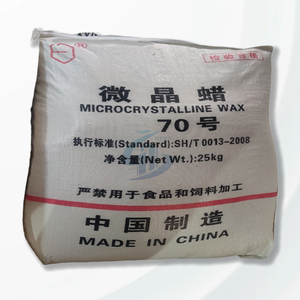 微晶蜡
MICROCRYSTALLINE WAX
70号
执行标准(Standard):SH/T 0013-2008
净含量(Net Wt.):25kg
严禁用于食品和饲料加工
中国制造
MADE IN CHINA